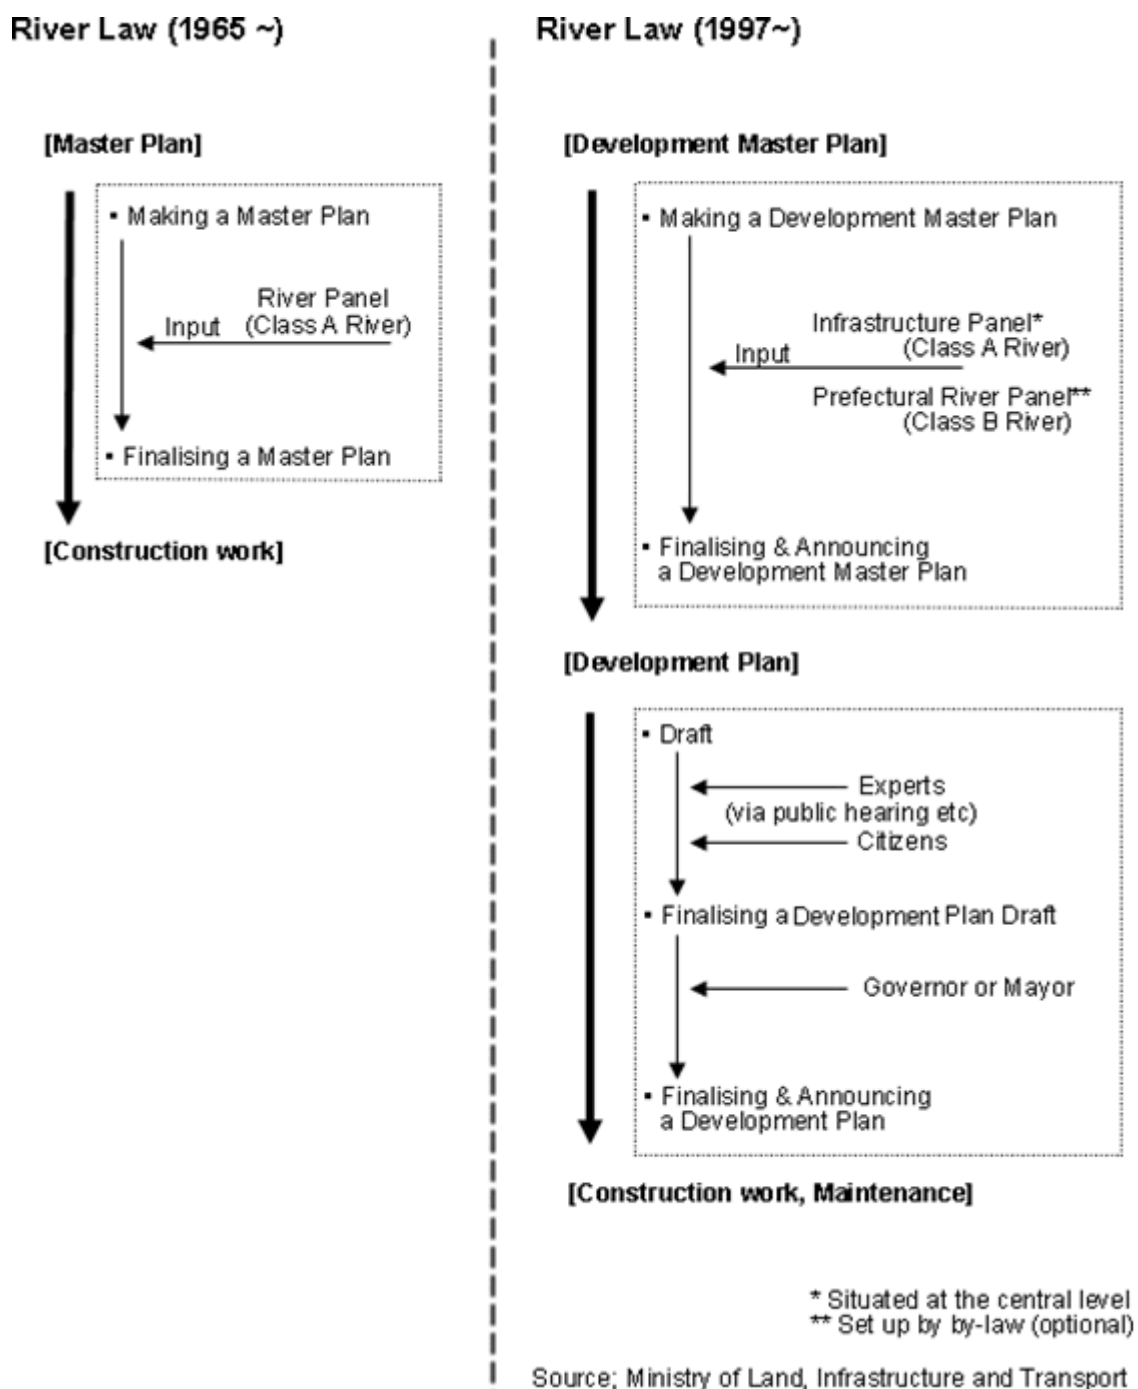 River Law (1965 ~)
[Master Plan]
▪ Making a Master Plan
River Panel
(Class A River)
Input
▪ Finalising a Master Plan
[Construction work]
River Law (1997~)
[Development Master Plan]
▪ Making a Development Master Plan
Infrastructure Panel*
(Class A River)
Input
Prefectural River Panel**
(Class B River)
▪ Finalising & Announcing
a Development Master Plan
[Development Plan]
▪ Draft
Experts
(via public hearing etc)
Citizens
▪ Finalising a Development Plan Draft
Governor or Mayor
▪ Finalising & Announcing
a Development Plan
[Construction work, Maintenance]
* Situated at the central level
** Set up by by-law (optional)
Source; Ministry of Land, Infrastructure and Transport